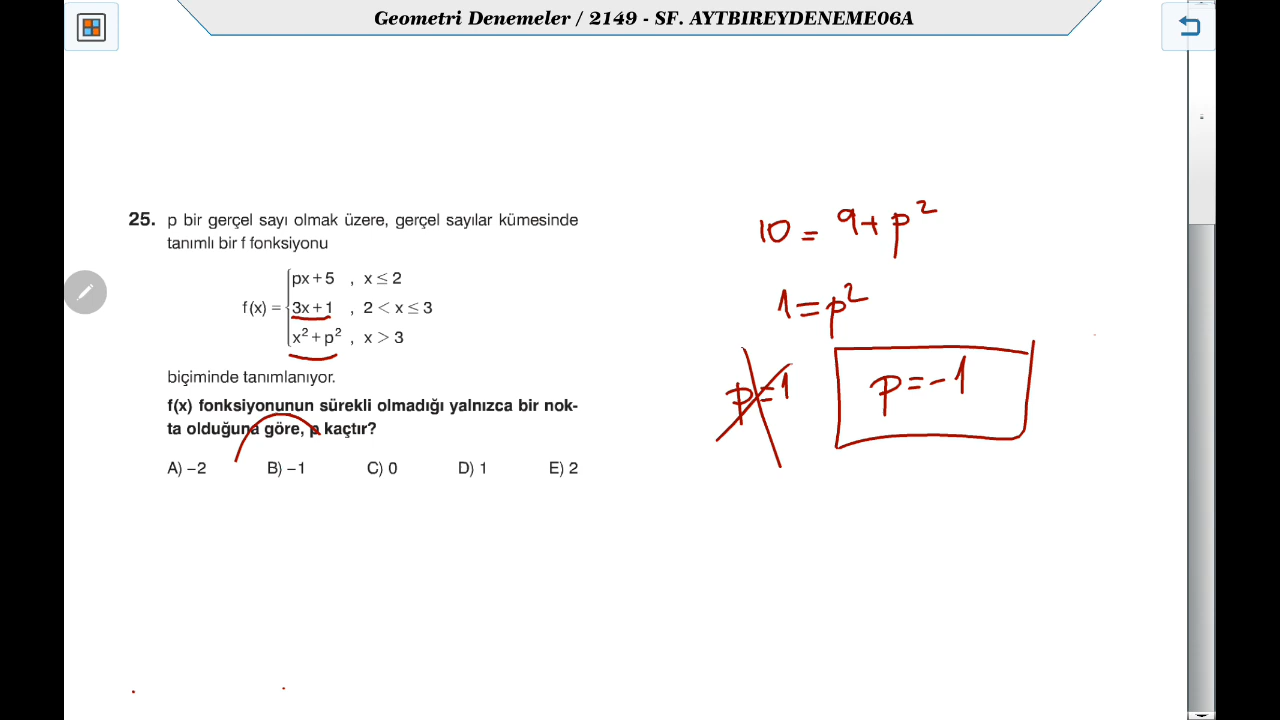 Geometri Denemeler / 2149 - SF. AYTBIREYDENEME06A
25. p bir gerçel sayı olmak üzere, gerçel sayılar kümesinde
tanımlı bir f fonksiyonu
px + 5 , x ≤ 2
f(x) = 3x + 1 , 2 < x ≤ 3
x² + p² , x > 3
biçiminde tanımlanıyor.
f(x) fonksiyonunun sürekli olmadığı yalnızca bir nok-
ta olduğuna göre, p kaçtır?
A) −2 B) −1 C) 0 D) 1 E) 2
10 = 9 + p²
1 = p²
p = 1
p = −1